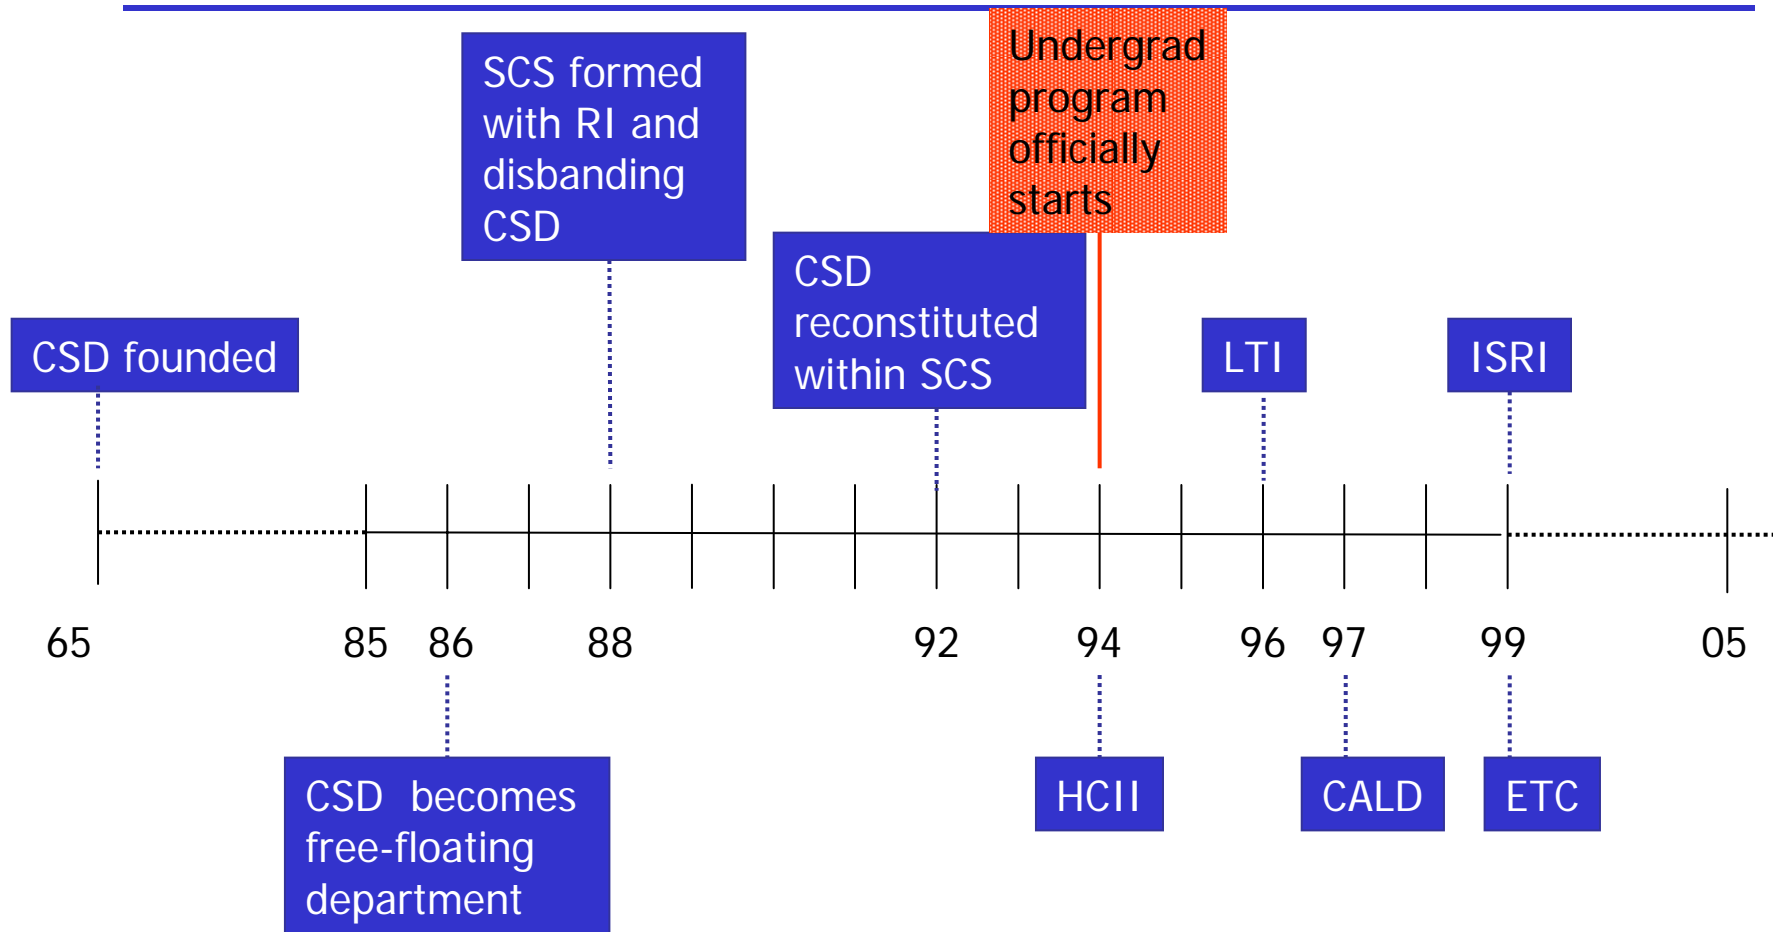 Undergrad
program
officially
starts
SCS formed
with RI and
disbanding
CSD
CSD
reconstituted
within SCS
CSD founded
LTI
ISRI
65
85
86
88
92
94
96
97
99
05
CSD becomes
free-floating
department
HCII
CALD
ETC